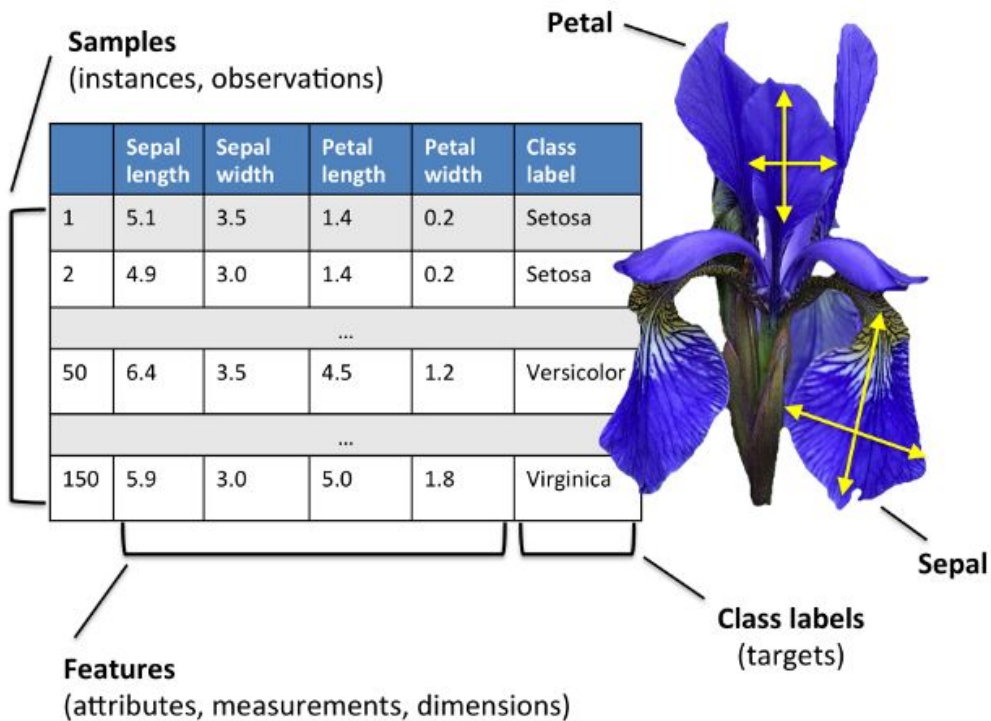 Petal
Samples
(instances, observations)
Sepal length Sepal width Petal length Petal width Class label
1 5.1 3.5 1.4 0.2 Setosa
2 4.9 3.0 1.4 0.2 Setosa
...
50 6.4 3.5 4.5 1.2 Versicolor
...
150 5.9 3.0 5.0 1.8 Virginica
Sepal
Class labels
(targets)
Features
(attributes, measurements, dimensions)